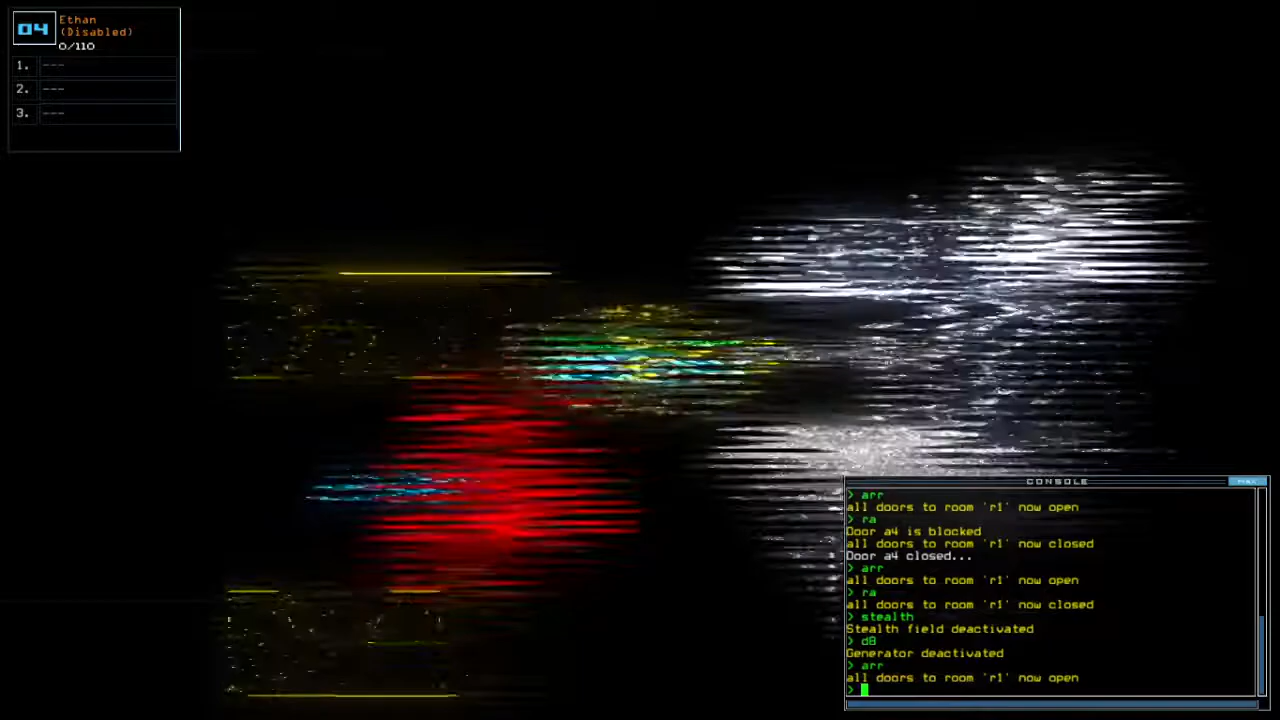 04
Ethan
(Disabled)
0/110
1. ---
2. ---
3. ---
CONSOLE
> arr
all doors to room 'r1' now open
> ra
Door a4 is blocked
all doors to room 'r1' now closed
Door a4 closed...
> arr
all doors to room 'r1' now open
> ra
all doors to room 'r1' now closed
> stealth
Stealth field deactivated
> d8
Generator deactivated
> arr
all doors to room 'r1' now open
>